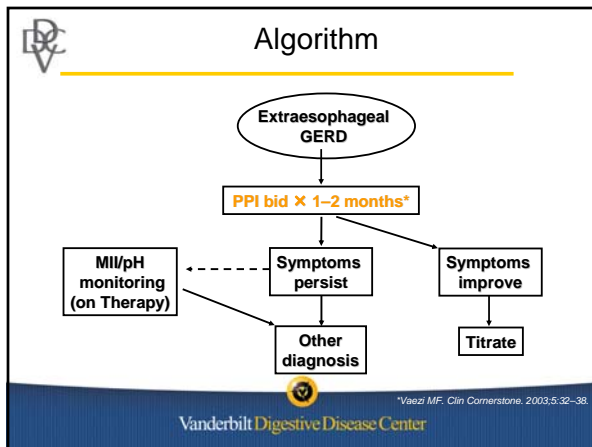 DDCV
Algorithm
Extraesophageal
GERD
PPI bid × 1–2 months*
MII/pH
monitoring
(on Therapy)
Symptoms
persist
Symptoms
improve
Other
diagnosis
Titrate
*Vaezi MF. Clin Cornerstone. 2003;5:32–38.
Vanderbilt Digestive Disease Center